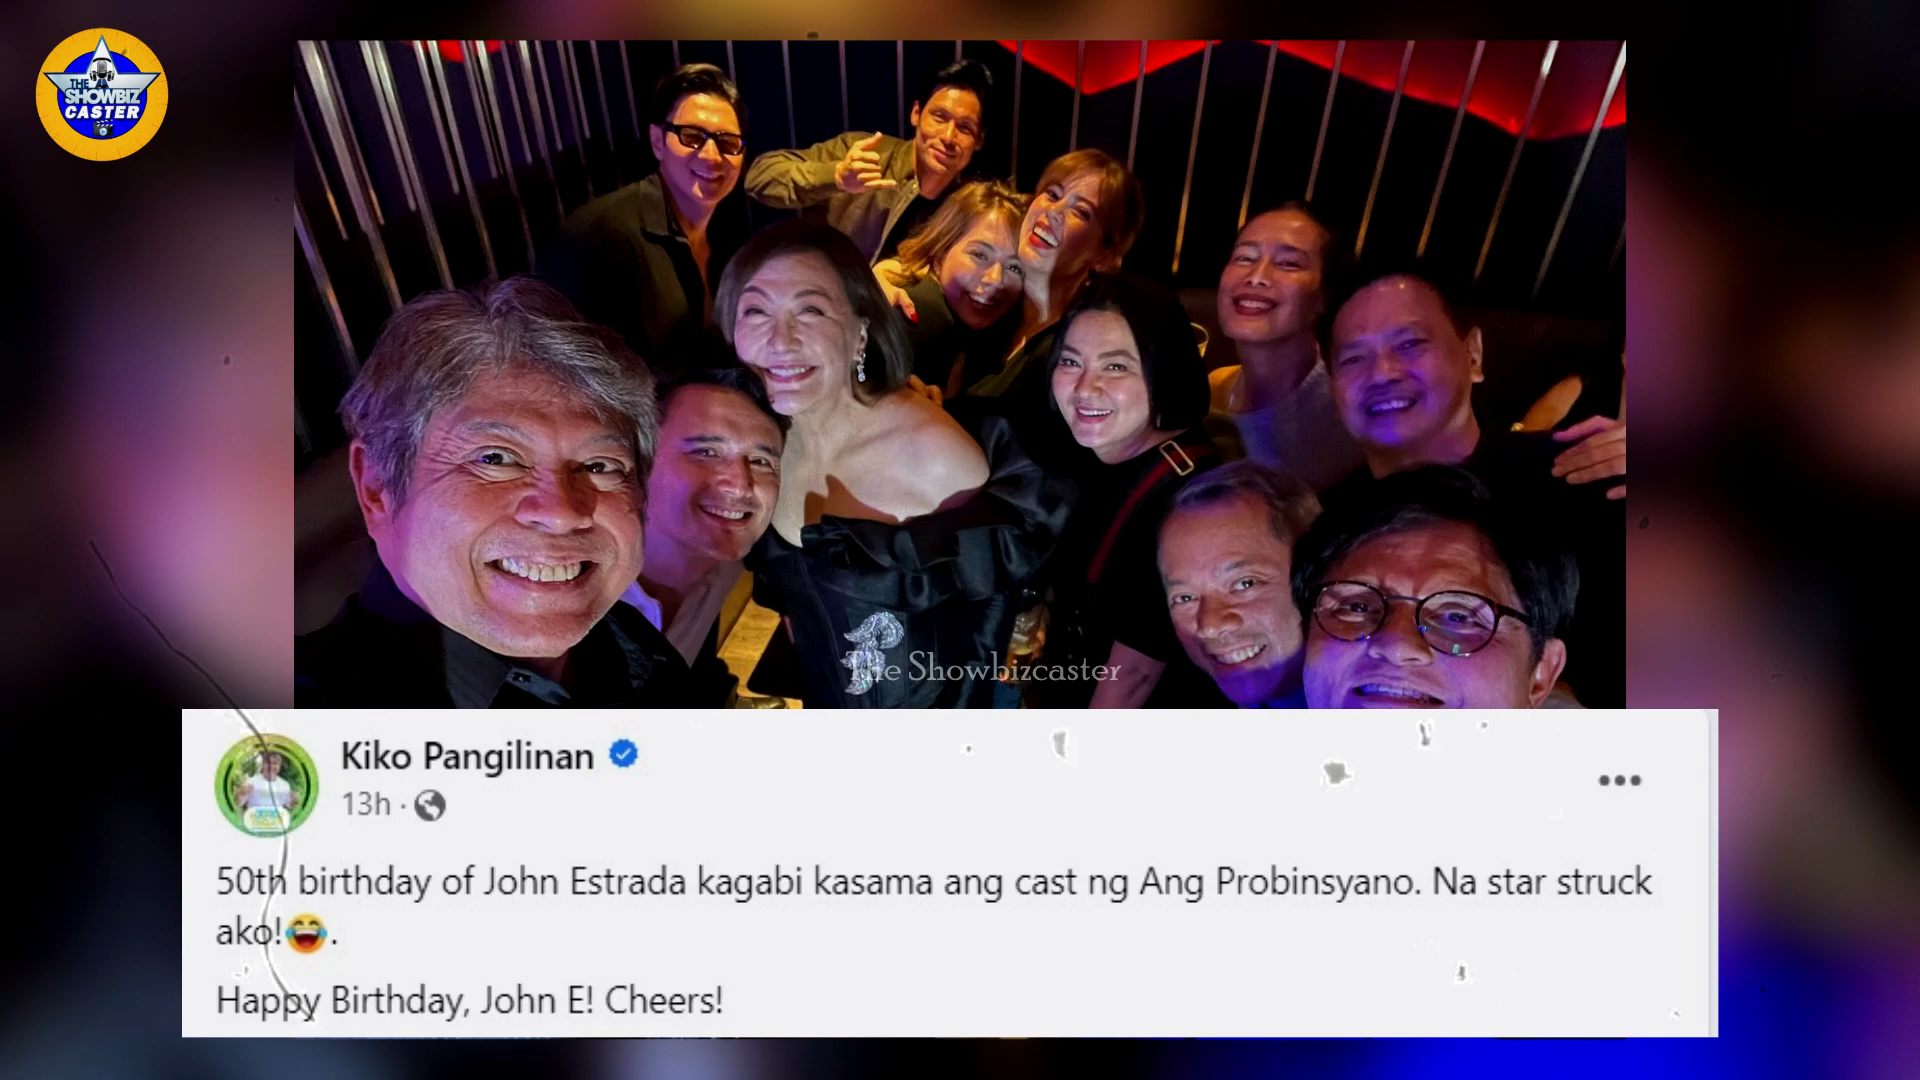 THE
SHOWBIZ
CASTER
The Showbizcaster
Kiko Pangilinan
13h ·
50th birthday of John Estrada kagabi kasama ang cast ng Ang Probinsyano. Na star struck
ako!😂.
Happy Birthday, John E! Cheers!